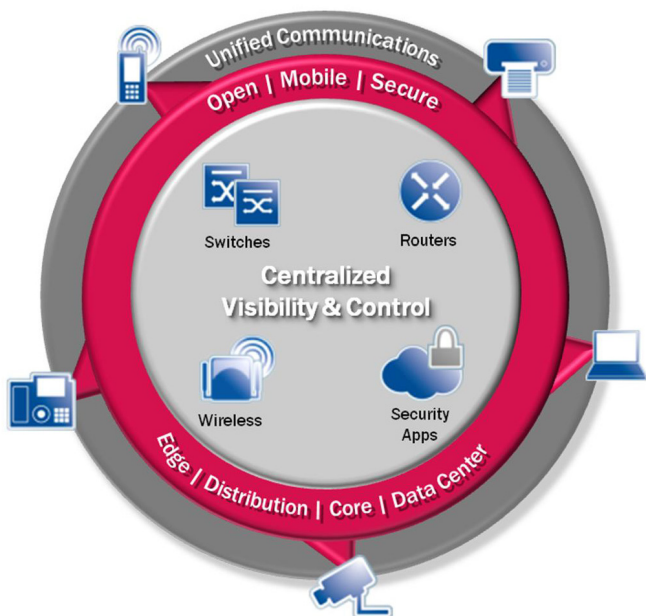 Unified Communications
Open | Mobile | Secure
Switches
Routers
Centralized
Visibility & Control
Wireless
Security
Apps
Edge | Distribution | Core | Data Center